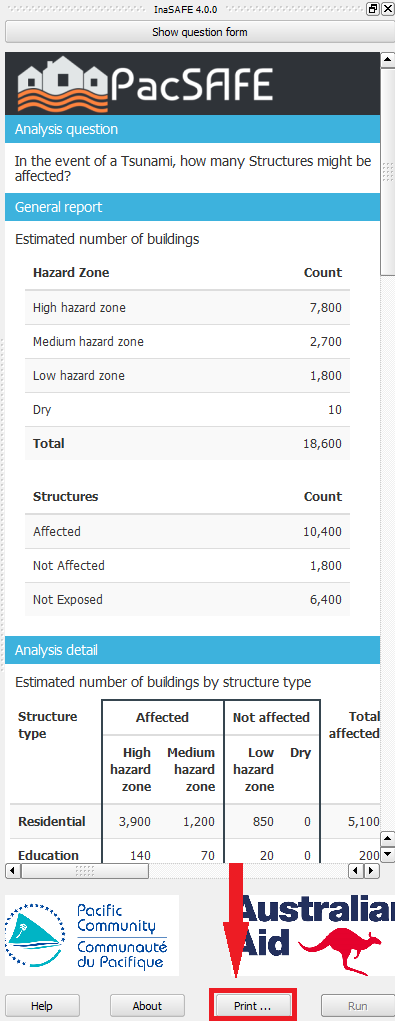 InaSAFE 4.0.0
Show question form
PacSAFE
Analysis question
In the event of a Tsunami, how many Structures might be
affected?
General report
Estimated number of buildings
Hazard Zone Count
High hazard zone 7,800
Medium hazard zone 2,700
Low hazard zone 1,800
Dry 10
Total 18,600
Structures Count
Affected 10,400
Not Affected 1,800
Not Exposed 6,400
Analysis detail
Estimated number of buildings by structure type
Structure type Affected Not affected Total affected
High hazard zone Medium hazard zone Low hazard zone Dry
Residential 3,900 1,200 850 0 5,100
Education 140 70 20 0 200
Pacific
Community
Communauté
du Pacifique
Australian
Aid
Help About Print ... Run